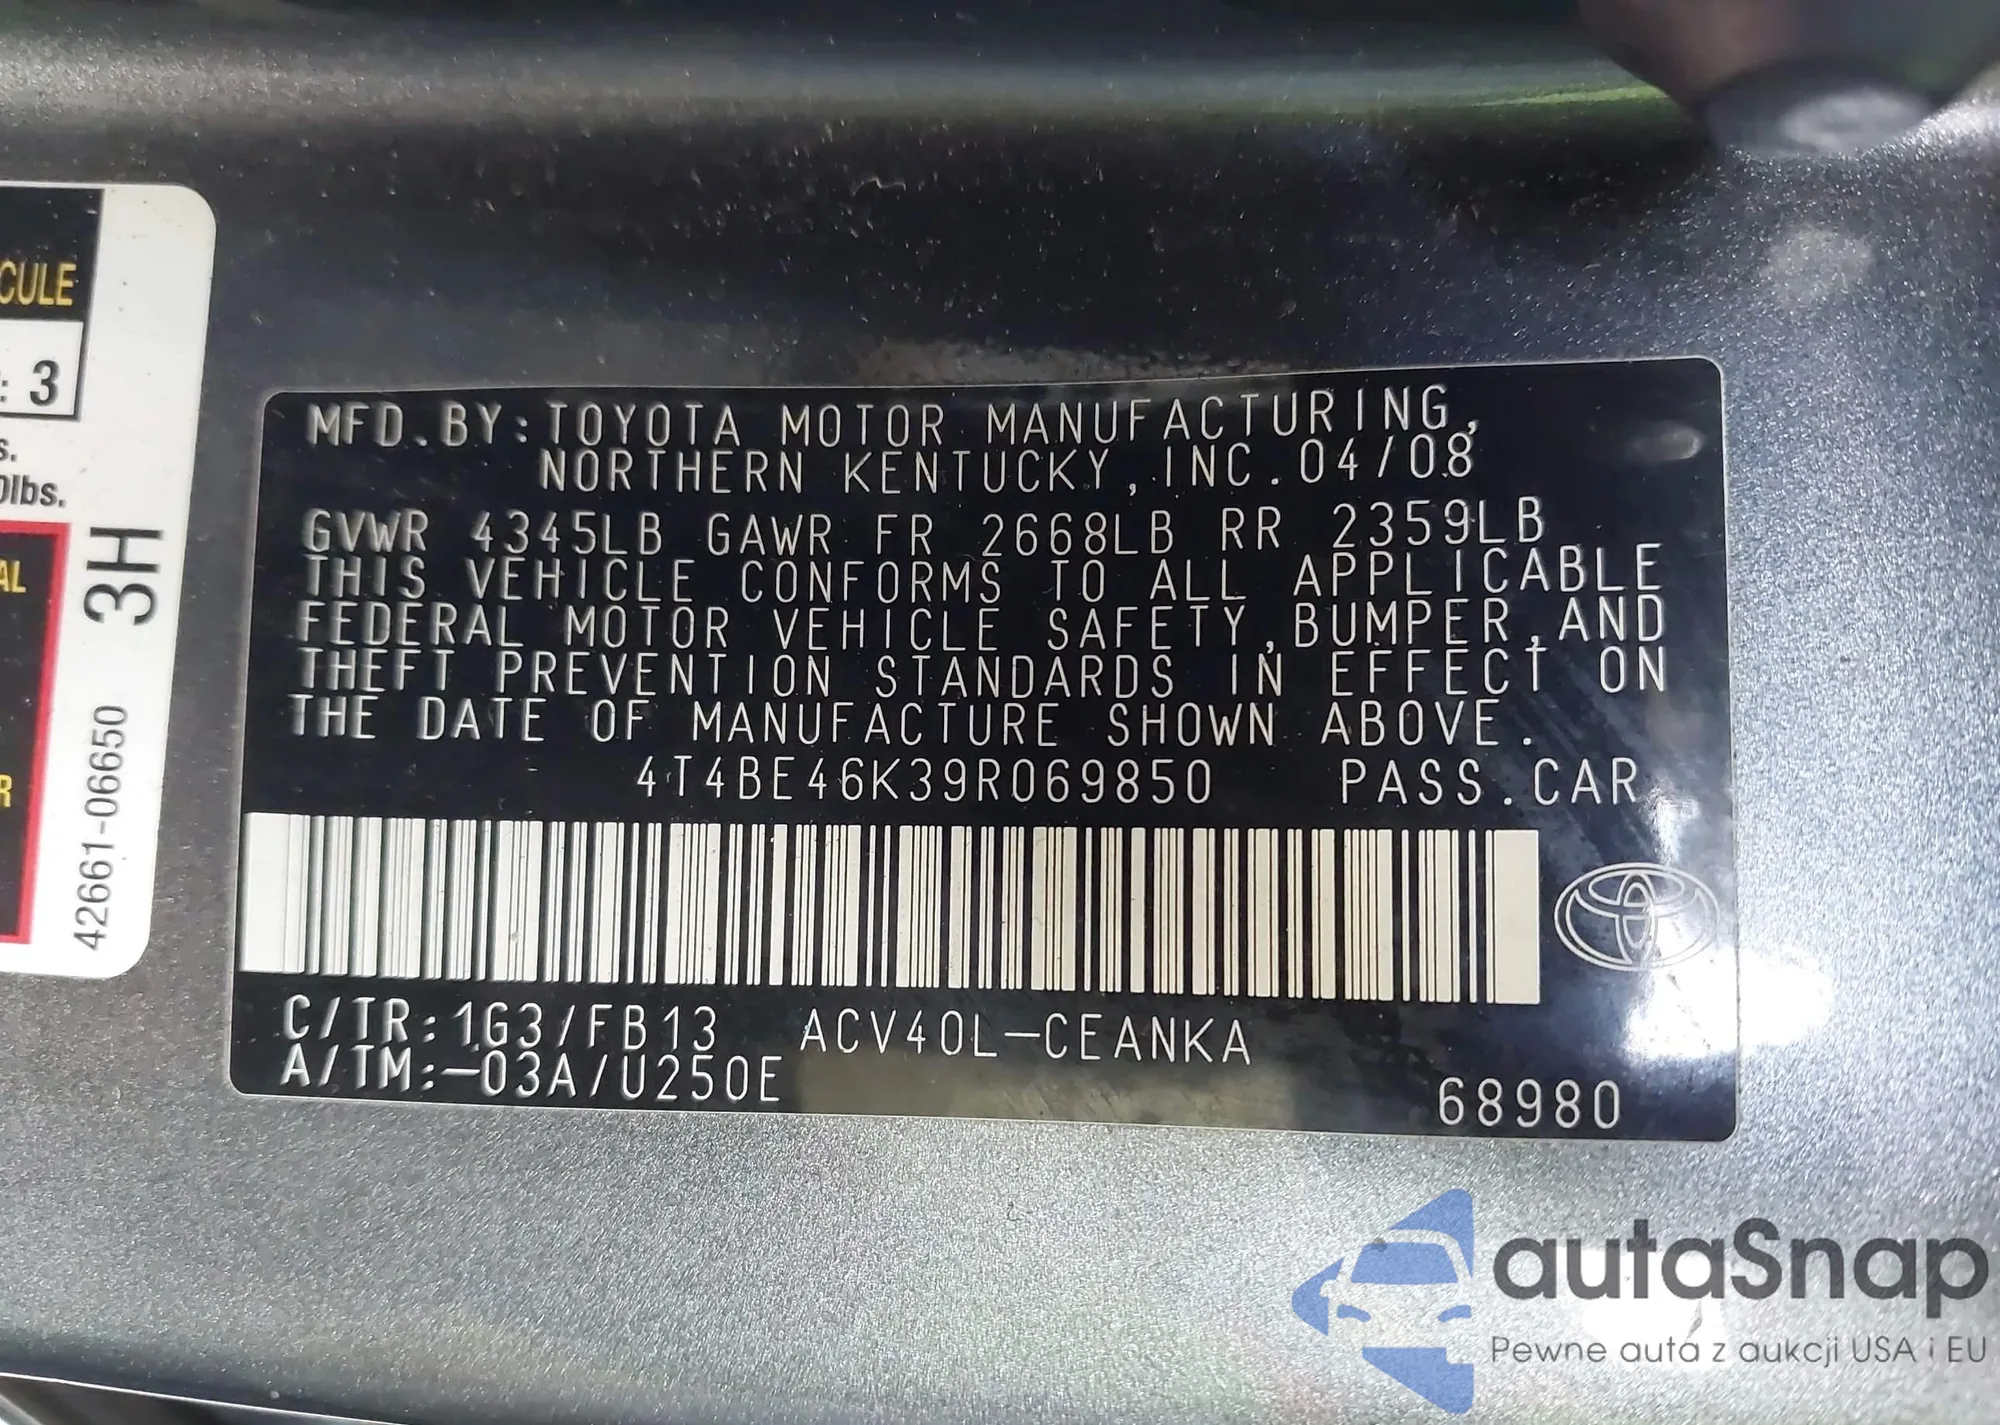 CULE
: 3
s.
0lbs.
AL
R
3H
42661-06650
MFD.BY:TOYOTA MOTOR MANUFACTURING,
NORTHERN KENTUCKY,INC.04/08
GVWR 4345LB GAWR FR 2668LB RR 2359LB
THIS VEHICLE CONFORMS TO ALL APPLICABLE
FEDERAL MOTOR VEHICLE SAFETY,BUMPER,AND
THEFT PREVENTION STANDARDS IN EFFECT ON
THE DATE OF MANUFACTURE SHOWN ABOVE.
4T4BE46K39R069850 PASS.CAR
C/TR:1G3/FB13 ACV40L-CEANKA
A/TM:-03A/U250E
68980
autaSnap
Pewne auta z aukcji USA i EU